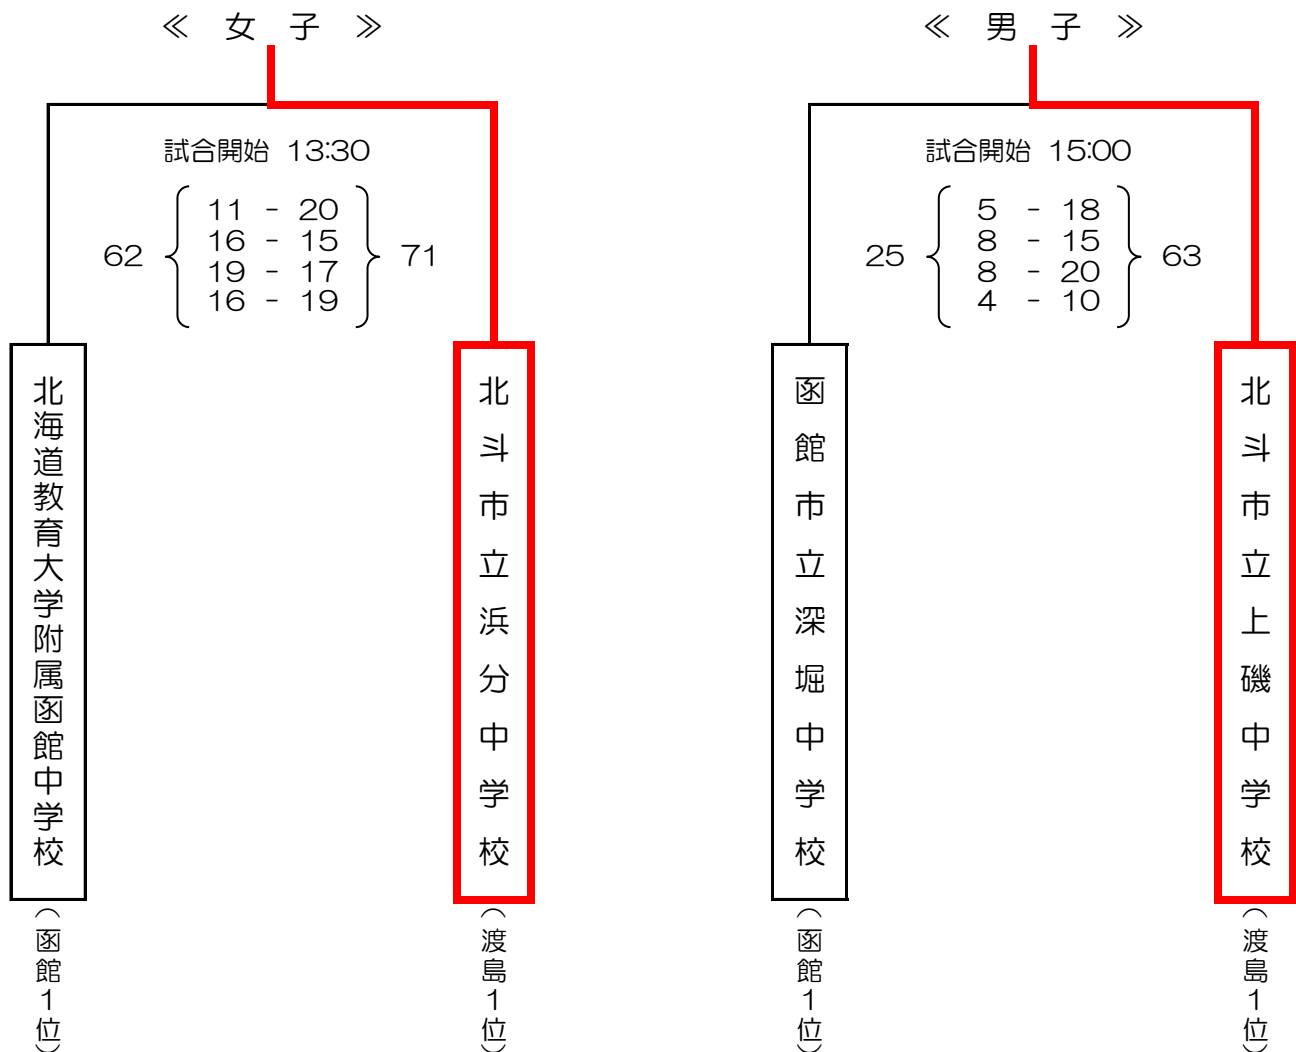 ≪ 女 子 ≫
試合開始 13:30
62
11 - 20
16 - 15
19 - 17
16 - 19
71
北海道教育大学附属函館中学校
(函館1位)
北斗市立浜分中学校
(渡島1位)
≪ 男 子 ≫
試合開始 15:00
25
5 - 18
8 - 15
8 - 20
4 - 10
63
函館市立深堀中学校
(函館1位)
北斗市立上磯中学校
(渡島1位)